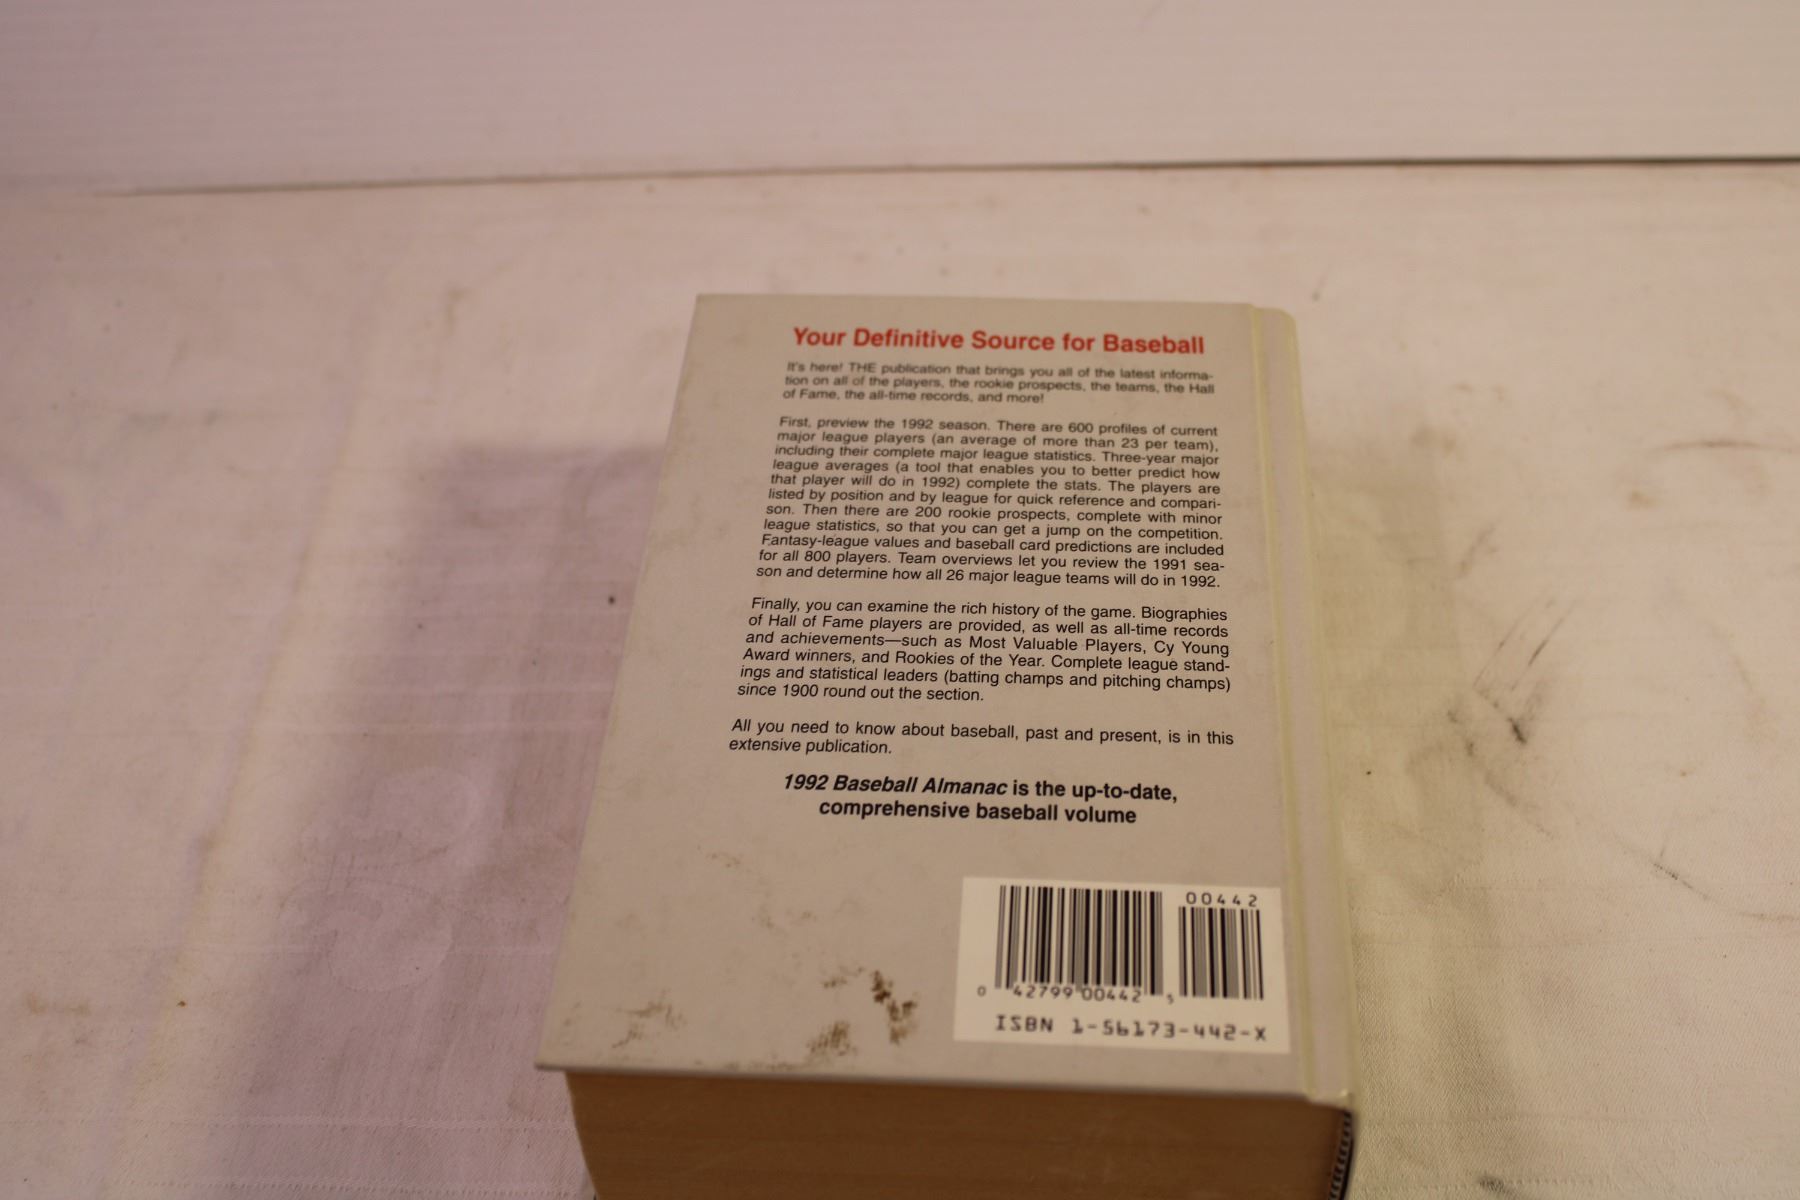 Your Definitive Source for Baseball
It's here! THE publication that brings you all of the latest informa-
tion on all of the players, the rookie prospects, the teams, the Hall
of Fame, the all-time records, and more!
First, preview the 1992 season. There are 600 profiles of current
major league players (an average of more than 23 per team),
including their complete major league statistics. Three-year major
league averages (a tool that enables you to better predict how
that player will do in 1992) complete the stats. The players are
listed by position and by league for quick reference and compari-
son. Then there are 200 rookie prospects, complete with minor
league statistics, so that you can get a jump on the competition.
Fantasy-league values and baseball card predictions are included
for all 800 players. Team overviews let you review the 1991 sea-
son and determine how all 26 major league teams will do in 1992.
Finally, you can examine the rich history of the game. Biographies
of Hall of Fame players are provided, as well as all-time records
and achievements—such as Most Valuable Players, Cy Young
Award winners, and Rookies of the Year. Complete league stand-
ings and statistical leaders (batting champs and pitching champs)
since 1900 round out the section.
All you need to know about baseball, past and present, is in this
extensive publication.
1992 Baseball Almanac is the up-to-date,
comprehensive baseball volume
00442
0 42799 00442 5
ISBN 1-56173-442-X